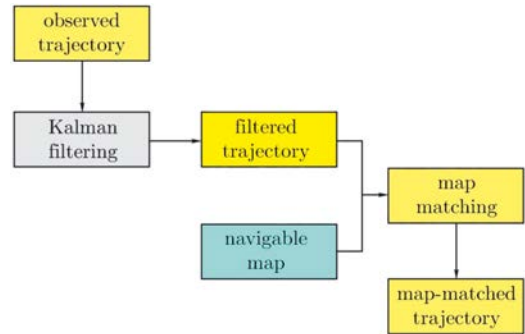 observed
trajectory
Kalman
filtering
filtered
trajectory
navigable
map
map
matching
map-matched
trajectory